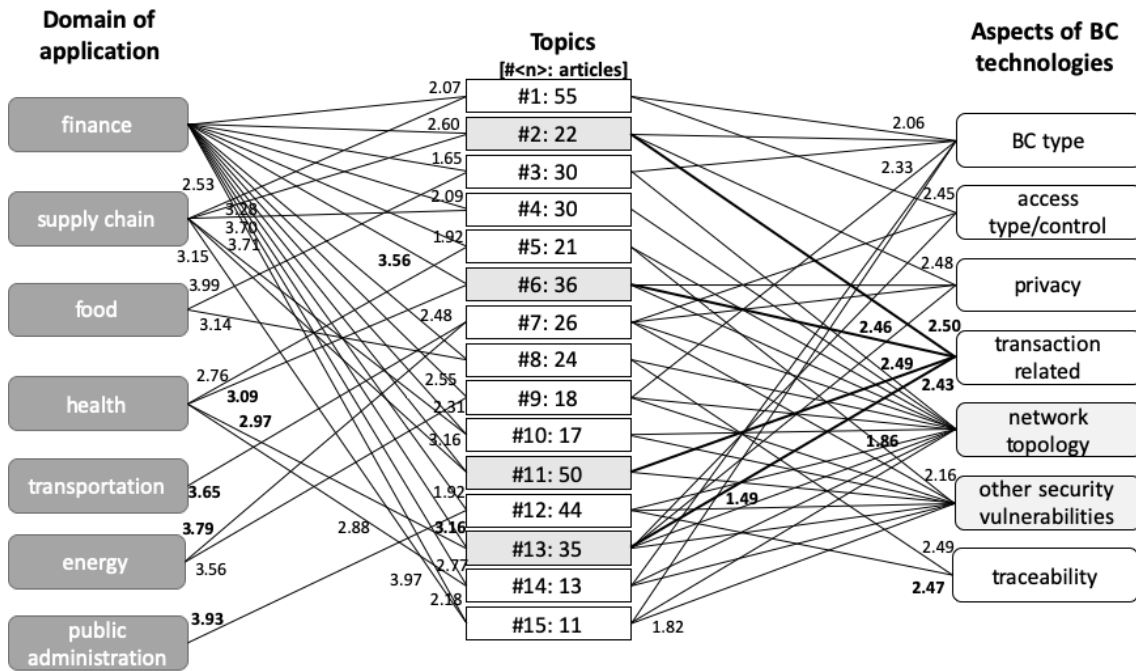 Domain of
application
Topics
[#<n>: articles]
Aspects of BC
technologies
finance
supply chain
food
health
transportation
energy
public
administration
#1: 55
#2: 22
#3: 30
#4: 30
#5: 21
#6: 36
#7: 26
#8: 24
#9: 18
#10: 17
#11: 50
#12: 44
#13: 35
#14: 13
#15: 11
BC type
access
type/control
privacy
transaction
related
network
topology
other security
vulnerabilities
traceability
2.07
2.60
1.65
2.09
1.92
3.56
2.48
2.55
2.31
3.16
1.92
3.16
2.77
2.18
2.53
3.28
3.70
3.71
3.15
3.99
3.14
2.76
3.09
2.97
3.65
3.79
3.56
2.88
3.97
3.93
2.06
2.33
2.45
2.48
2.46
2.50
2.49
2.43
1.86
1.49
2.16
2.49
2.47
1.82